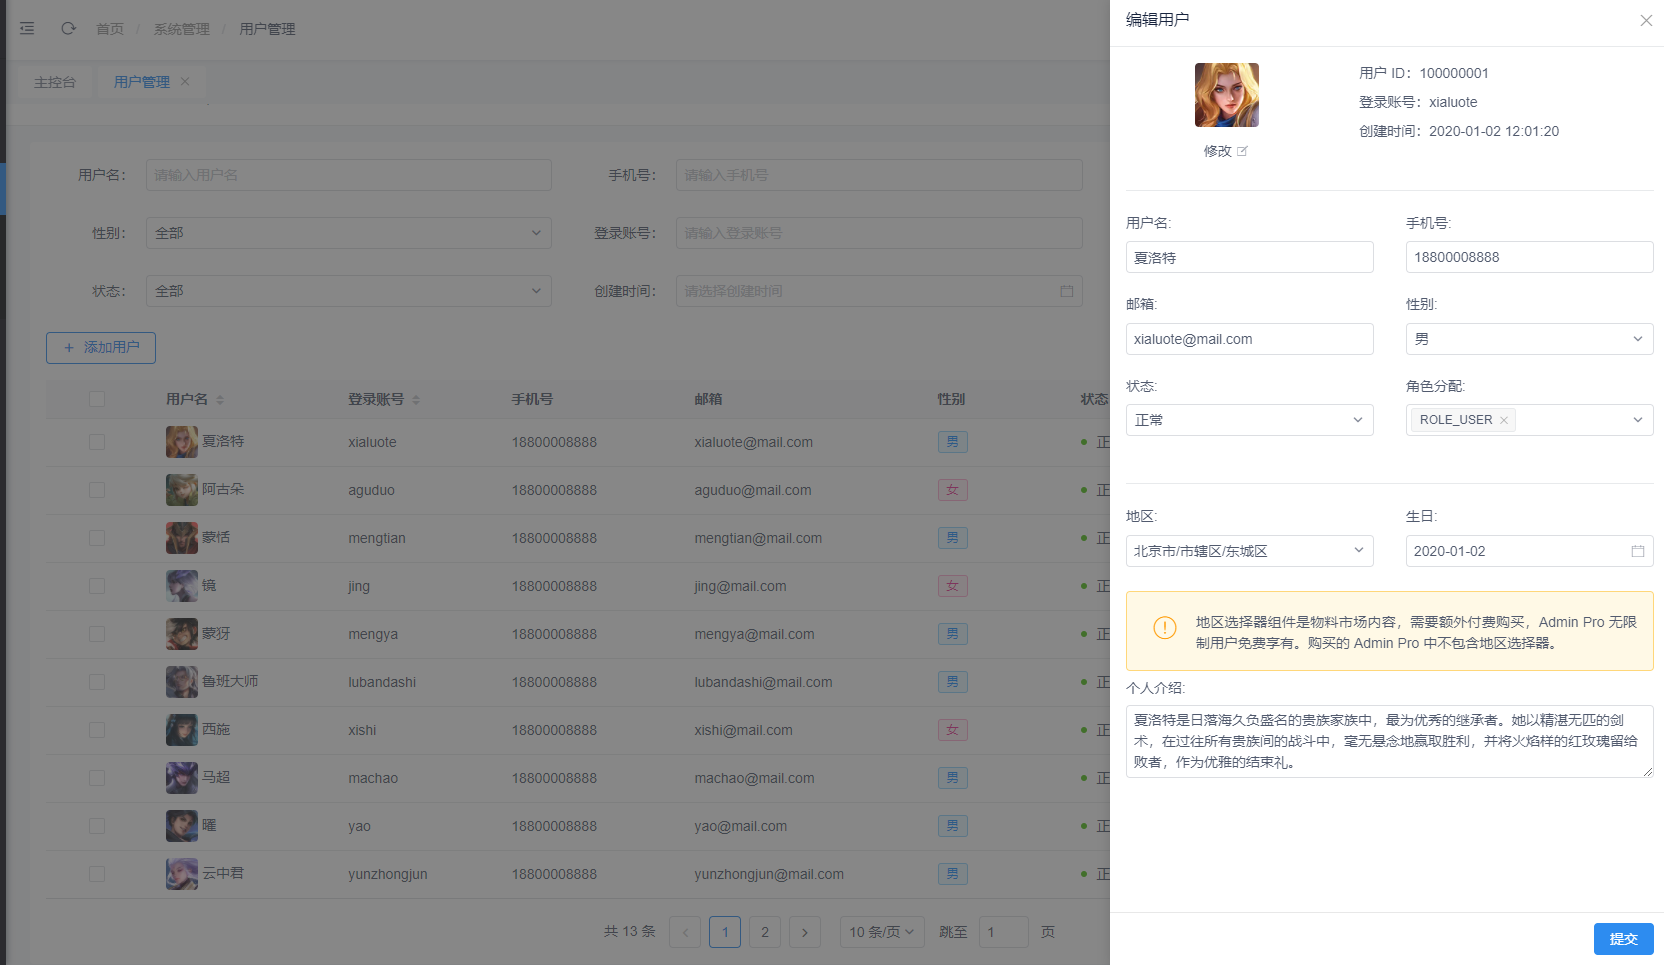 首页 / 系统管理 / 用户管理
主控台 用户管理
用户名： 请输入用户名 手机号： 请输入手机号
性别： 全部 登录账号： 请输入登录账号
状态： 全部 创建时间： 请选择创建时间
+ 添加用户
用户名 登录账号 手机号 邮箱 性别 状态
夏洛特 xialuote 18800008888 xialuote@mail.com 男 正
阿古朵 aguduo 18800008888 aguduo@mail.com 女 正
蒙恬 mengtian 18800008888 mengtian@mail.com 男 正
镜 jing 18800008888 jing@mail.com 女 正
蒙犽 mengya 18800008888 mengya@mail.com 男 正
鲁班大师 lubandashi 18800008888 lubandashi@mail.com 男 正
西施 xishi 18800008888 xishi@mail.com 女 正
马超 machao 18800008888 machao@mail.com 男 正
曜 yao 18800008888 yao@mail.com 男 正
云中君 yunzhongjun 18800008888 yunzhongjun@mail.com 男 正
共 13 条 1 2 10 条/页 跳至 1 页
编辑用户
修改
用户 ID：100000001
登录账号：xialuote
创建时间：2020-01-02 12:01:20
用户名: 手机号:
夏洛特 18800008888
邮箱: 性别:
xialuote@mail.com 男
状态: 角色分配:
正常 ROLE_USER
地区: 生日:
北京市/市辖区/东城区 2020-01-02
地区选择器组件是物料市场内容，需要额外付费购买，Admin Pro 无限
制用户免费享有。购买的 Admin Pro 中不包含地区选择器。
个人介绍:
夏洛特是日落海久负盛名的贵族家族中，最为优秀的继承者。她以精湛无匹的剑
术，在过往所有贵族间的战斗中，毫无悬念地赢取胜利，并将火焰样的红玫瑰留给
败者，作为优雅的结束礼。
提交